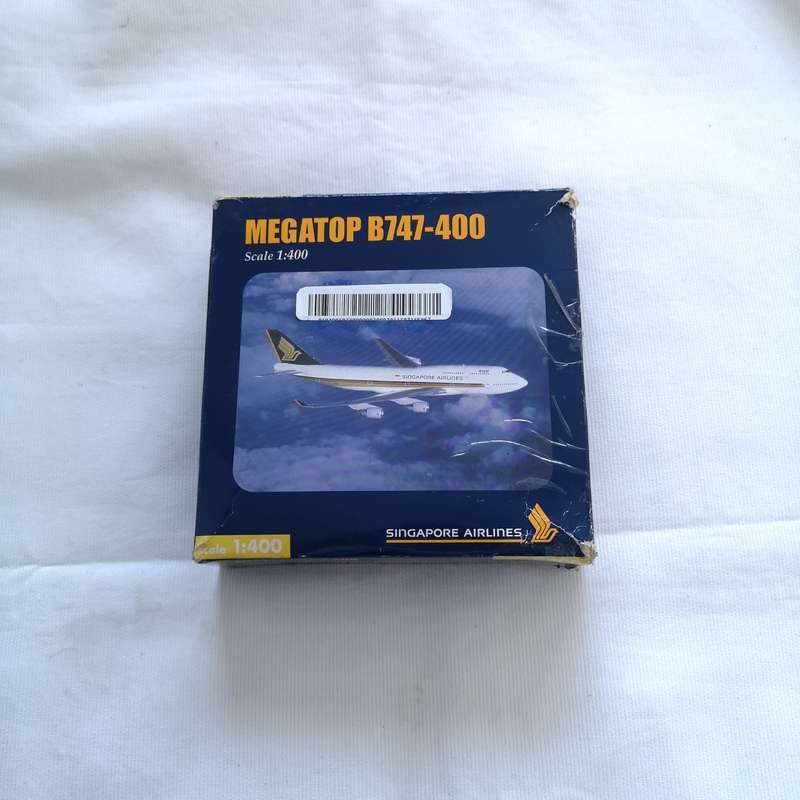 MEGATOP B747-400
Scale 1:400
SINGAPORE AIRLINES
SINGAPORE AIRLINES
scale 1:400